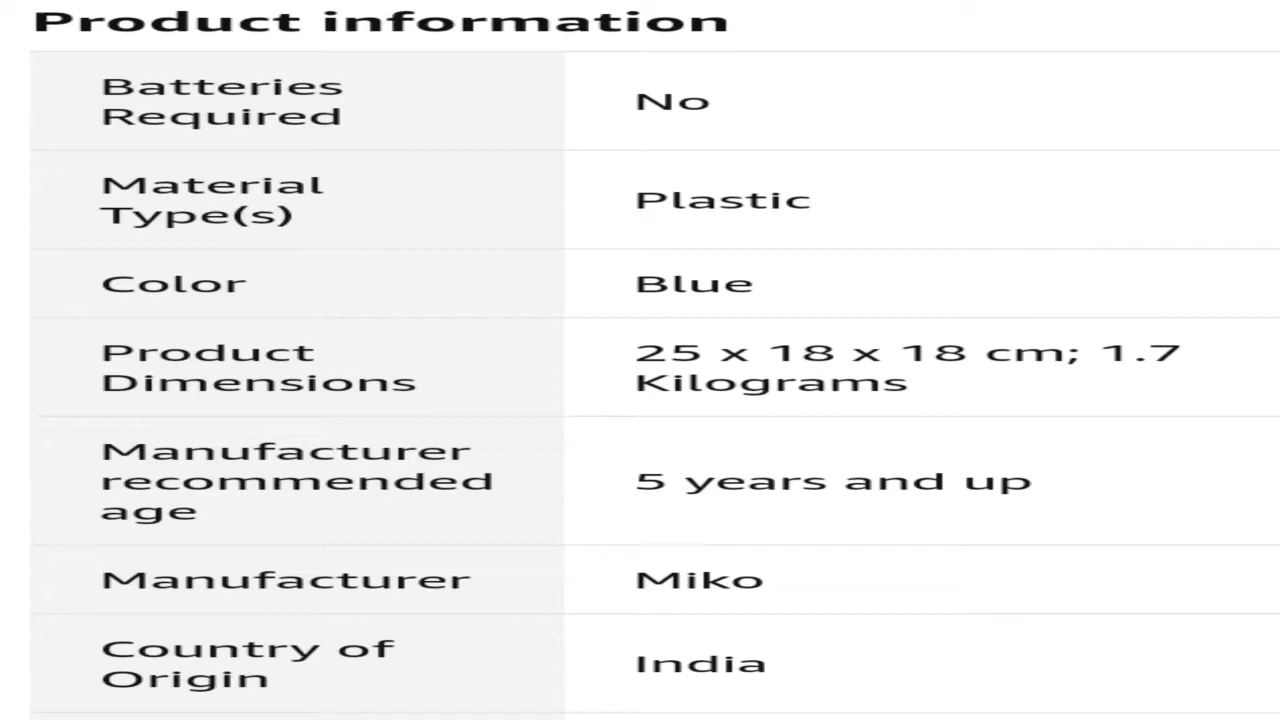 Product information
Batteries
Required
No
Material
Type(s)
Plastic
Color
Blue
Product
Dimensions
25 x 18 x 18 cm; 1.7
Kilograms
Manufacturer
recommended
age
5 years and up
Manufacturer
Miko
Country of
Origin
India